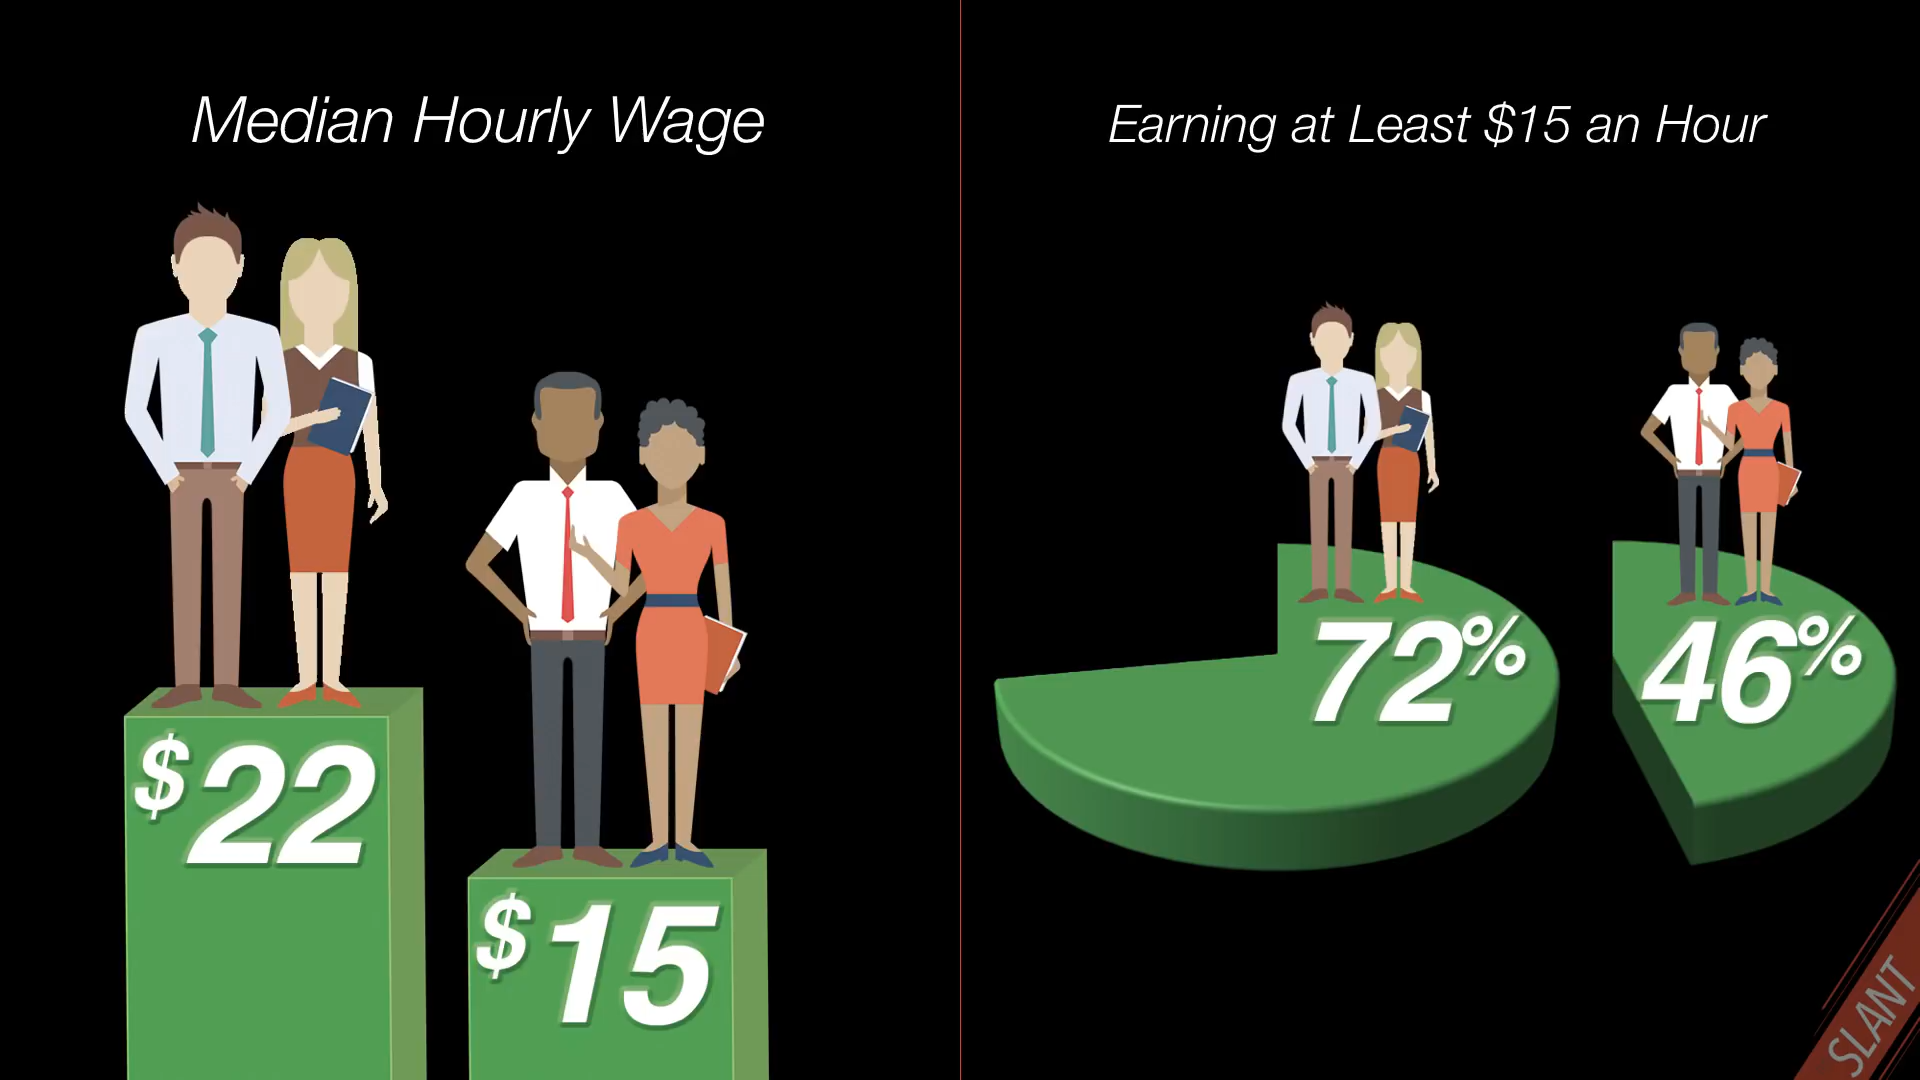 Median Hourly Wage
$22
$15
Earning at Least $15 an Hour
72%
46%
SLANT